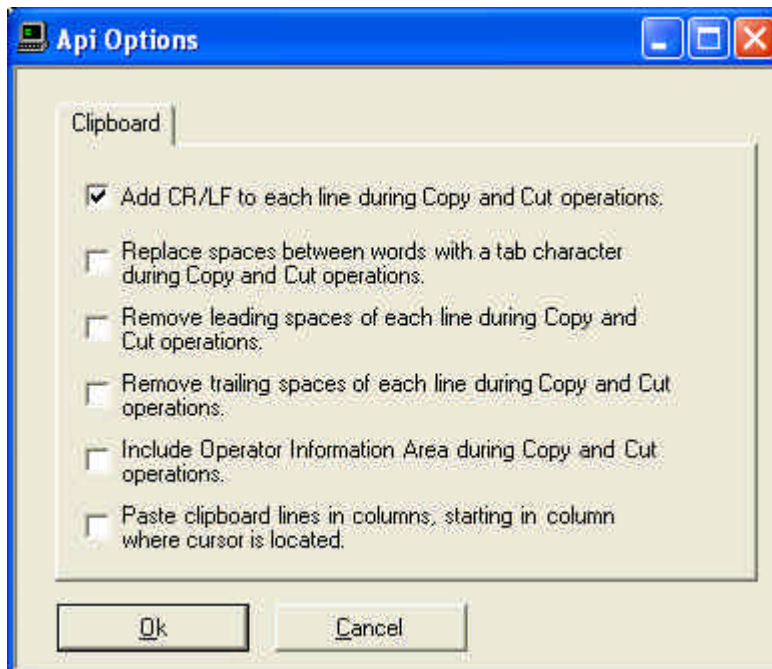 Api Options
Clipboard
Add CR/LF to each line during Copy and Cut operations.
Replace spaces between words with a tab character
during Copy and Cut operations.
Remove leading spaces of each line during Copy and
Cut operations.
Remove trailing spaces of each line during Copy and Cut
operations.
Include Operator Information Area during Copy and Cut
operations.
Paste clipboard lines in columns, starting in column
where cursor is located.
Ok
Cancel